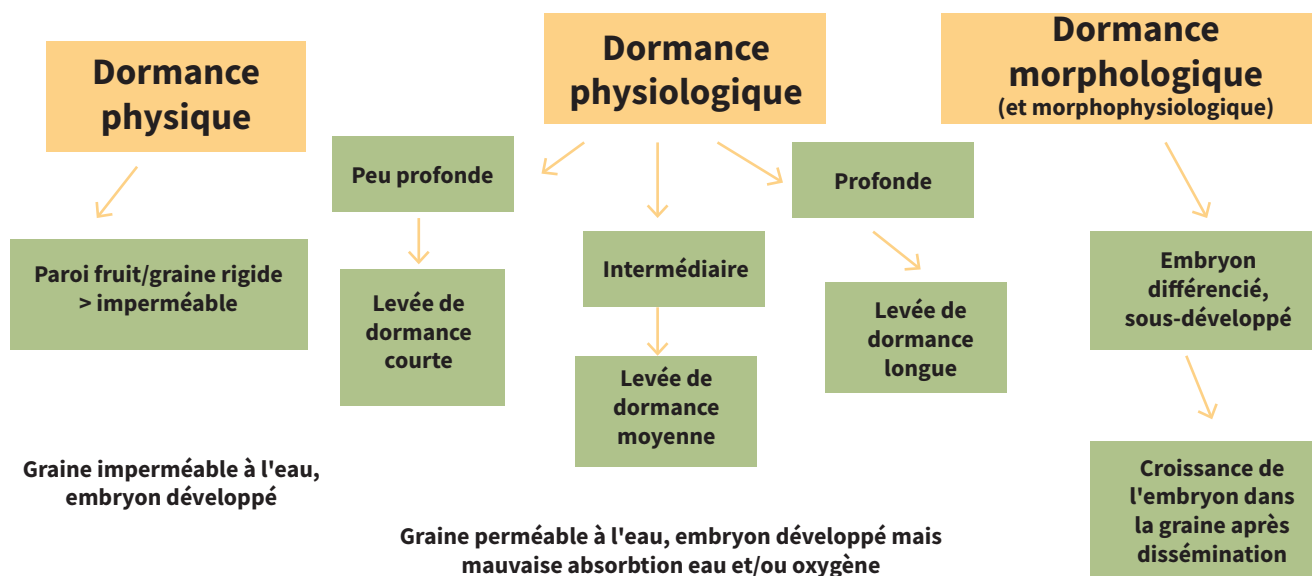 Dormance
physique
Paroi fruit/graine rigide
> imperméable
Graine imperméable à l'eau,
embryon développé
Dormance
physiologique
Peu profonde
Levée de
dormance
courte
Intermédiaire
Levée de
dormance
moyenne
Profonde
Levée de
dormance
longue
Graine perméable à l'eau, embryon développé mais
mauvaise absorbtion eau et/ou oxygène
Dormance
morphologique
(et morphophysiologique)
Embryon
différencié,
sous-développé
Croissance de
l'embryon dans
la graine après
dissémination